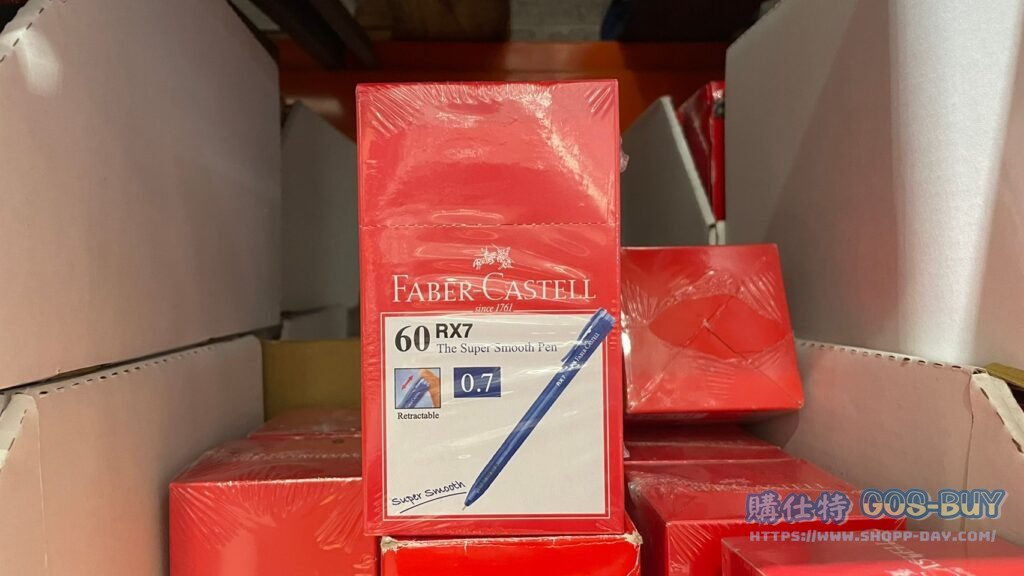 FABER-CASTELL
since 1761
60 RX7
The Super Smooth Pen
0.7
Retractable
Super Smooth
購仕特 GOS-BUY
HTTPS://WWW.SHOPP-DAY.COM/